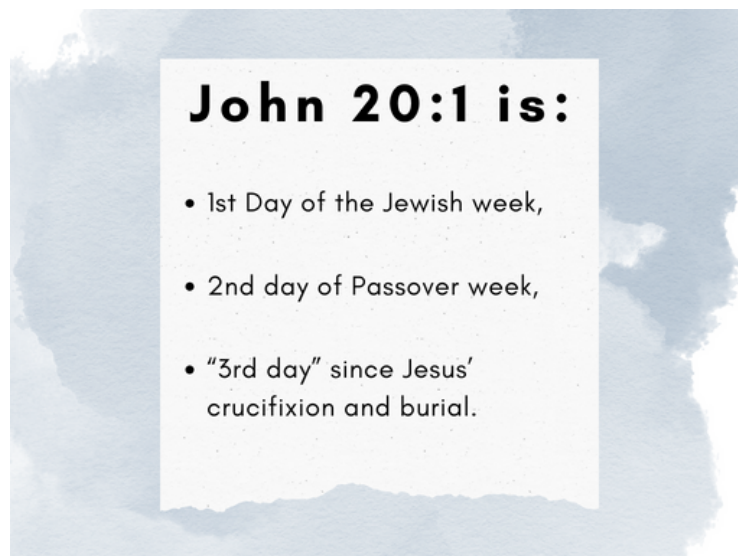 John 20:1 is:
• 1st Day of the Jewish week,
• 2nd day of Passover week,
• “3rd day” since Jesus’
crucifixion and burial.